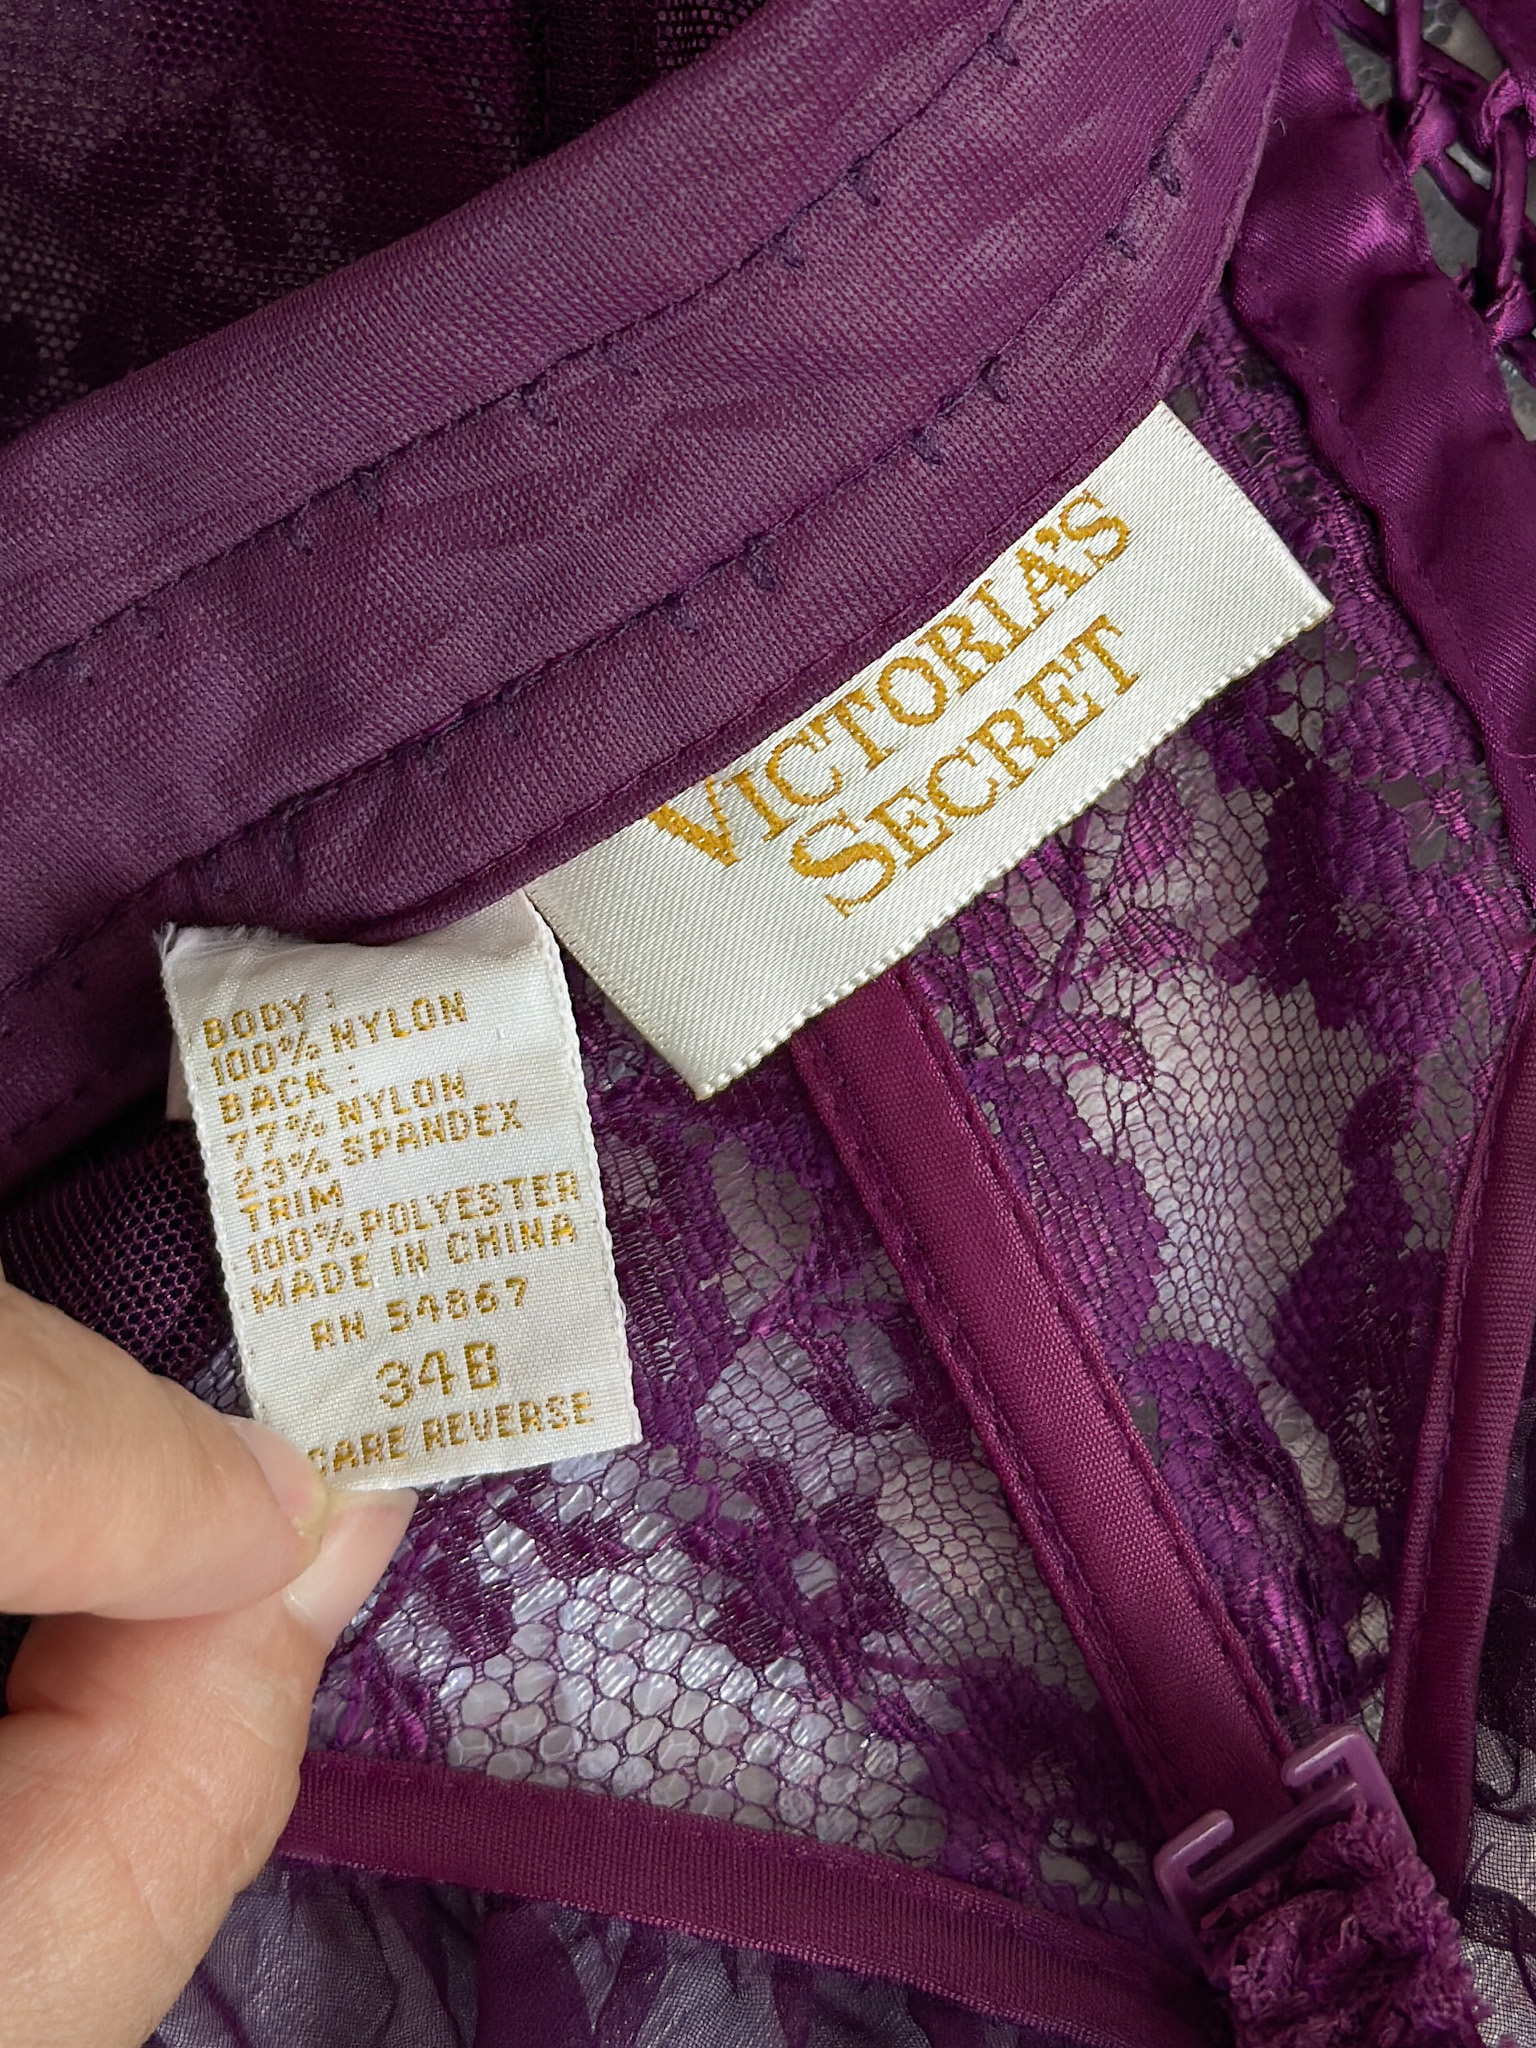 VICTORIA'S
SECRET
BODY :
100% NYLON
BACK :
77% NYLON
23% SPANDEX
TRIM
100% POLYESTER
MADE IN CHINA
RN 54867
34B
CARE REVERSE